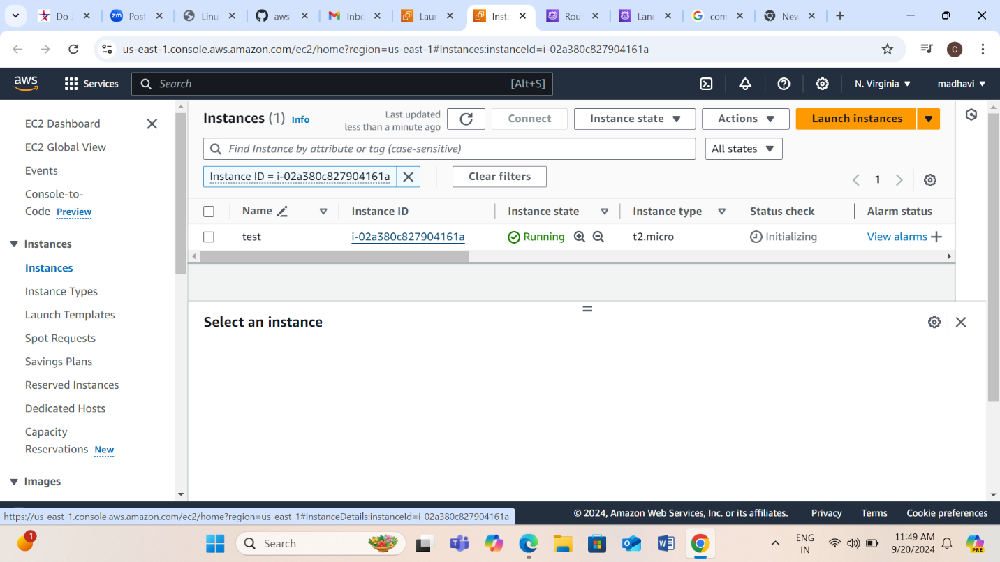 Do J
zm Post
Linu
aws-
Inbo
Laun
Insta
Rout
Lanc
com
New
us-east-1.console.aws.amazon.com/ec2/home?region=us-east-1#Instances:instanceId=i-02a380c827904161a
C
aws
Services
Search
[Alt+S]
N. Virginia
madhavi
EC2 Dashboard
EC2 Global View
Events
Console-to-
Code Preview
Instances
Instances
Instance Types
Launch Templates
Spot Requests
Savings Plans
Reserved Instances
Dedicated Hosts
Capacity
Reservations New
Images
Instances (1) Info
Last updated
less than a minute ago
Connect
Instance state
Actions
Launch instances
Find Instance by attribute or tag (case-sensitive)
All states
Instance ID = i-02a380c827904161a
Clear filters
1
Name
Instance ID
Instance state
Instance type
Status check
Alarm status
test
i-02a380c827904161a
Running
t2.micro
Initializing
View alarms
Select an instance
https://us-east-1.console.aws.amazon.com/ec2/home?region=us-east-1#InstanceDetails:instanceId=i-02a380c827904161a
© 2024, Amazon Web Services, Inc. or its affiliates.
Privacy
Terms
Cookie preferences
1
Search
ENG
IN
11:49 AM
9/20/2024
PRE